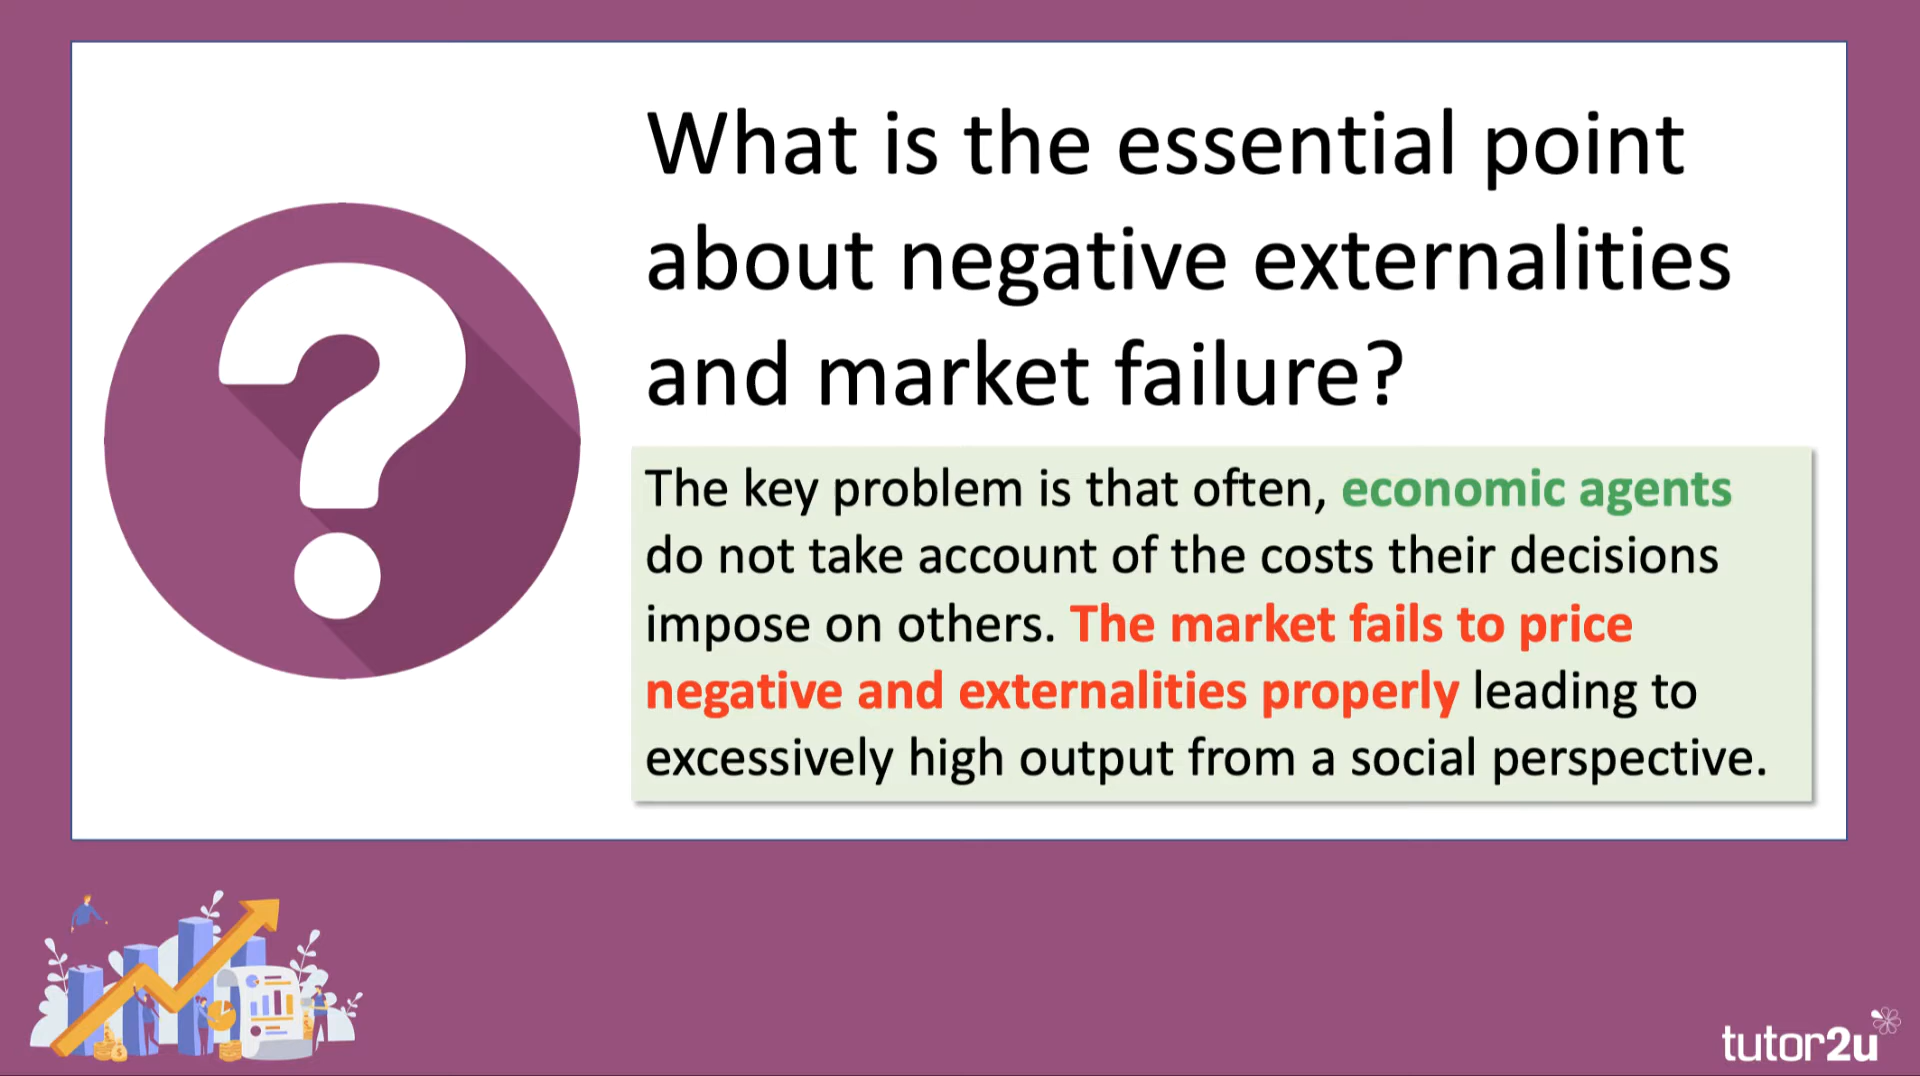 What is the essential point
about negative externalities
and market failure?
The key problem is that often, economic agents
do not take account of the costs their decisions
impose on others. The market fails to price
negative and externalities properly leading to
excessively high output from a social perspective.
tutor2u